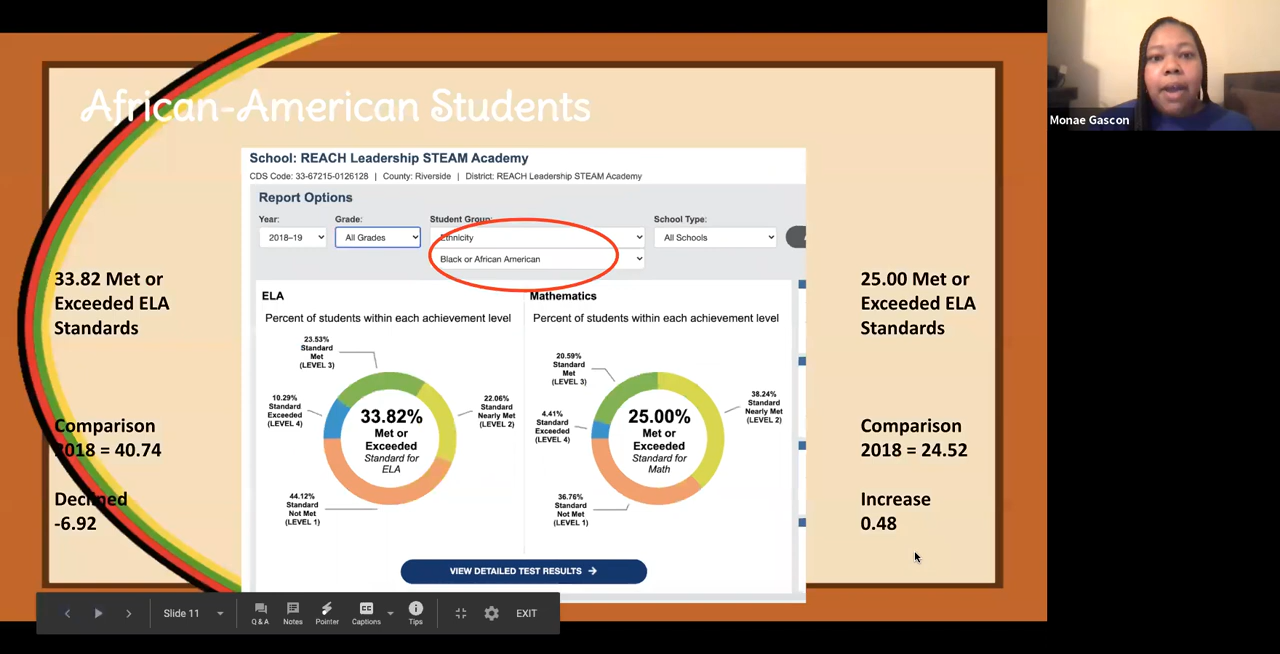 African-American Students
Monae Gascon
School: REACH Leadership STEAM Academy
CDS Code: 33-67215-0126128 | County: Riverside | District: REACH Leadership STEAM Academy
Report Options
Year:
Grade:
Student Group:
School Type:
2018–19
All Grades
Ethnicity
All Schools
Black or African American
33.82 Met or
Exceeded ELA
Standards
Comparison
2018 = 40.74
Declined
-6.92
ELA
Percent of students within each achievement level
23.53%
Standard
Met
(LEVEL 3)
10.29%
Standard
Exceeded
(LEVEL 4)
33.82%
Met or
Exceeded
Standard for
ELA
22.06%
Standard
Nearly Met
(LEVEL 2)
44.12%
Standard
Not Met
(LEVEL 1)
Mathematics
Percent of students within each achievement level
20.59%
Standard
Met
(LEVEL 3)
4.41%
Standard
Exceeded
(LEVEL 4)
25.00%
Met or
Exceeded
Standard for
Math
38.24%
Standard
Nearly Met
(LEVEL 2)
36.76%
Standard
Not Met
(LEVEL 1)
VIEW DETAILED TEST RESULTS
25.00 Met or
Exceeded ELA
Standards
Comparison
2018 = 24.52
Increase
0.48
Slide 11
Q & A
Notes
Pointer
CC
Captions
Tips
EXIT